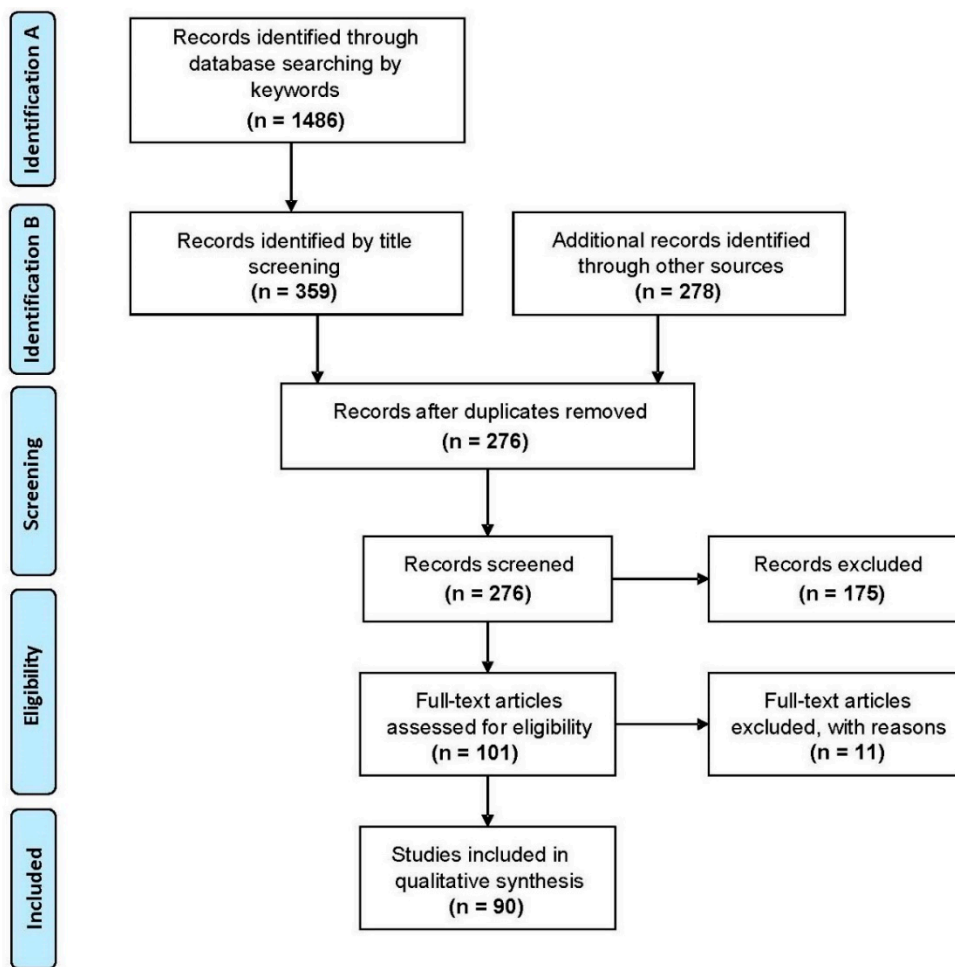 Identification A
Records identified through
database searching by
keywords
(n = 1486)
Identification B
Records identified by title
screening
(n = 359)
Additional records identified
through other sources
(n = 278)
Screening
Records after duplicates removed
(n = 276)
Records screened
(n = 276)
Records excluded
(n = 175)
Eligibility
Full-text articles
assessed for eligibility
(n = 101)
Full-text articles
excluded, with reasons
(n = 11)
Included
Studies included in
qualitative synthesis
(n = 90)